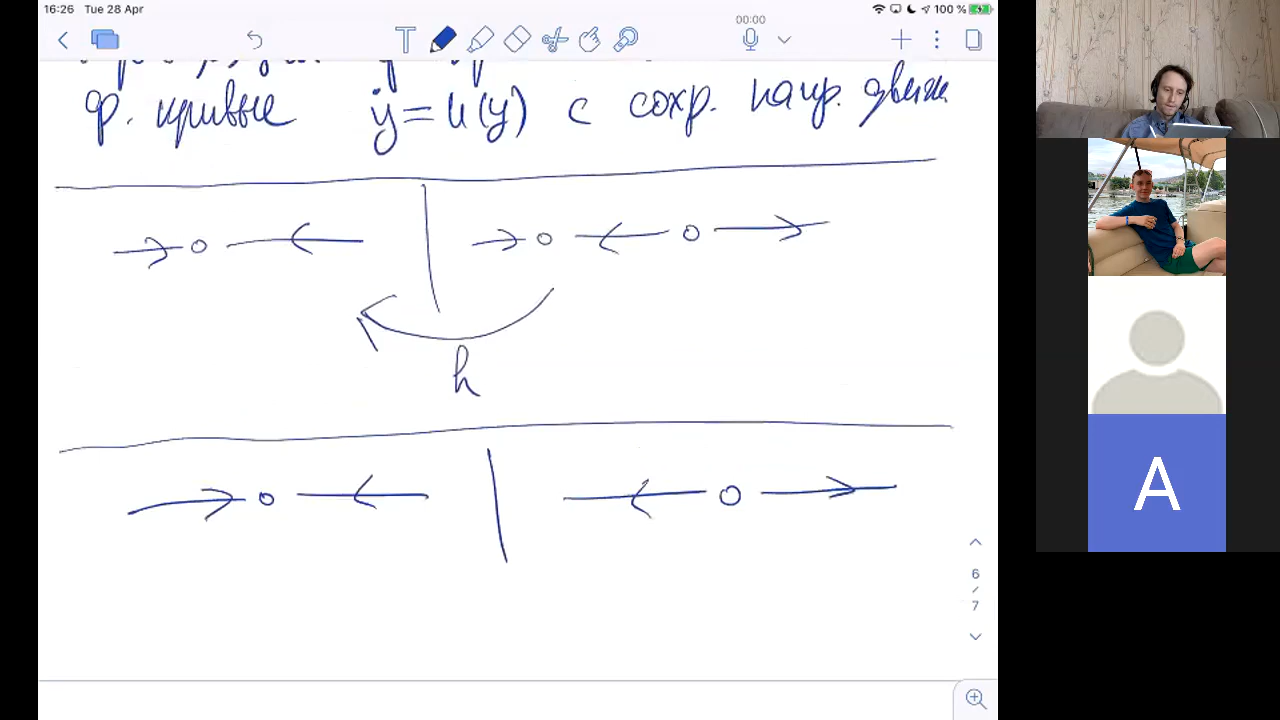 16:26 Tue 28 Apr 100 %
00:00
T
ф. кривые ẏ = u(y) с сохр. напр. движ
h
6
/
7
A